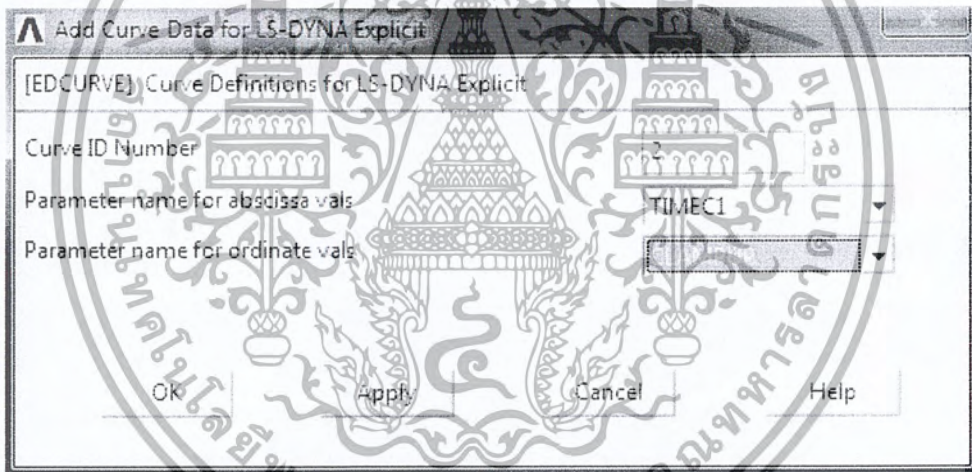 Add Curve Data for LS-DYNA Explicit
[EDCURVE] Curve Definitions for LS-DYNA Explicit
Curve ID Number 2
Parameter name for abscissa vals TIMEC1
Parameter name for ordinate vals
OK Apply Cancel Help